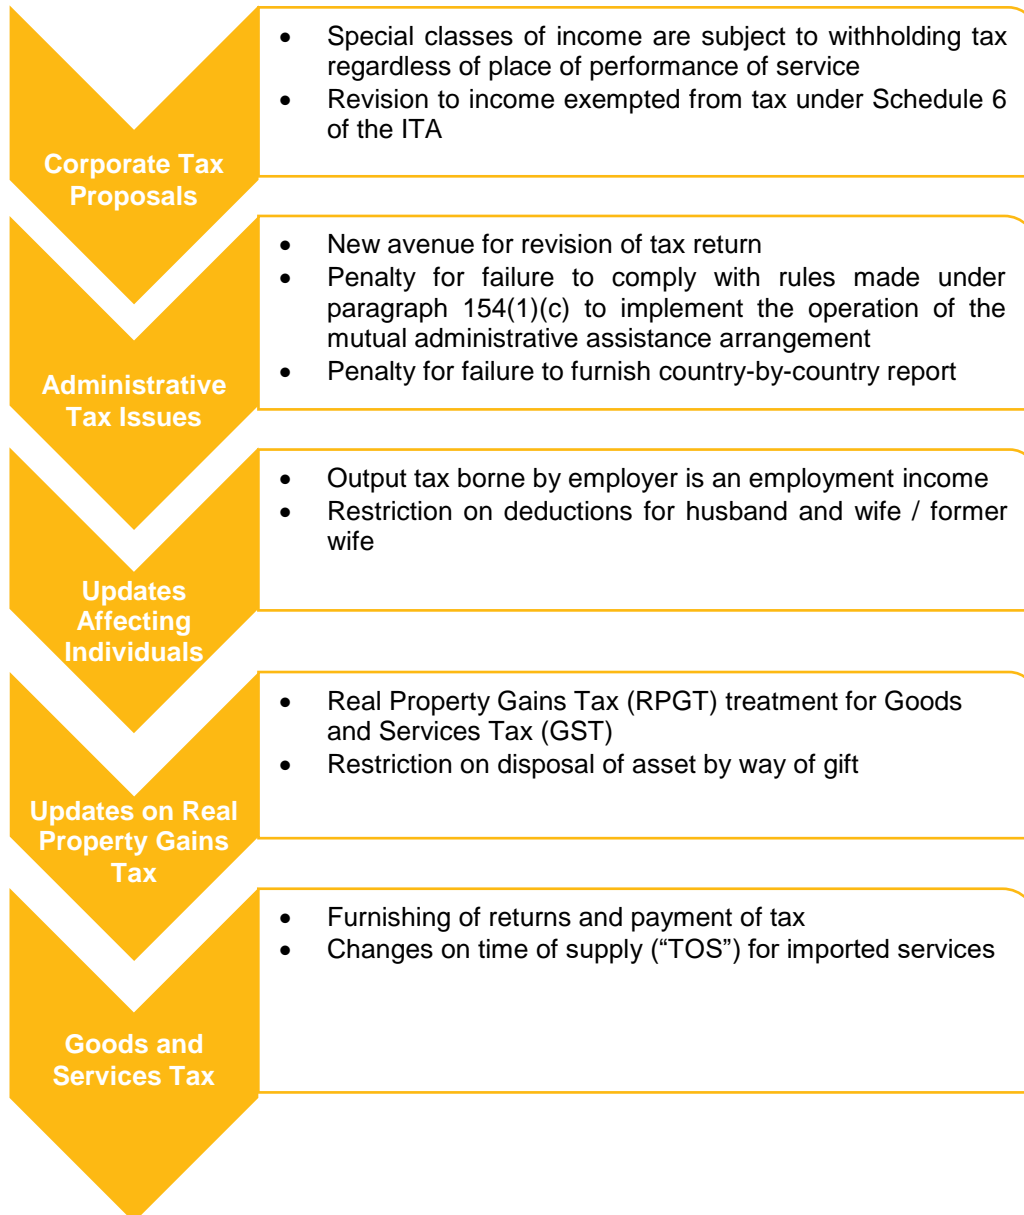 • Special classes of income are subject to withholding tax
regardless of place of performance of service
• Revision to income exempted from tax under Schedule 6
of the ITA
Corporate Tax
Proposals
• New avenue for revision of tax return
• Penalty for failure to comply with rules made under
paragraph 154(1)(c) to implement the operation of the
mutual administrative assistance arrangement
• Penalty for failure to furnish country-by-country report
Administrative
Tax Issues
• Output tax borne by employer is an employment income
• Restriction on deductions for husband and wife / former
wife
Updates
Affecting
Individuals
• Real Property Gains Tax (RPGT) treatment for Goods
and Services Tax (GST)
• Restriction on disposal of asset by way of gift
Updates on Real
Property Gains
Tax
• Furnishing of returns and payment of tax
• Changes on time of supply (“TOS”) for imported services
Goods and
Services Tax